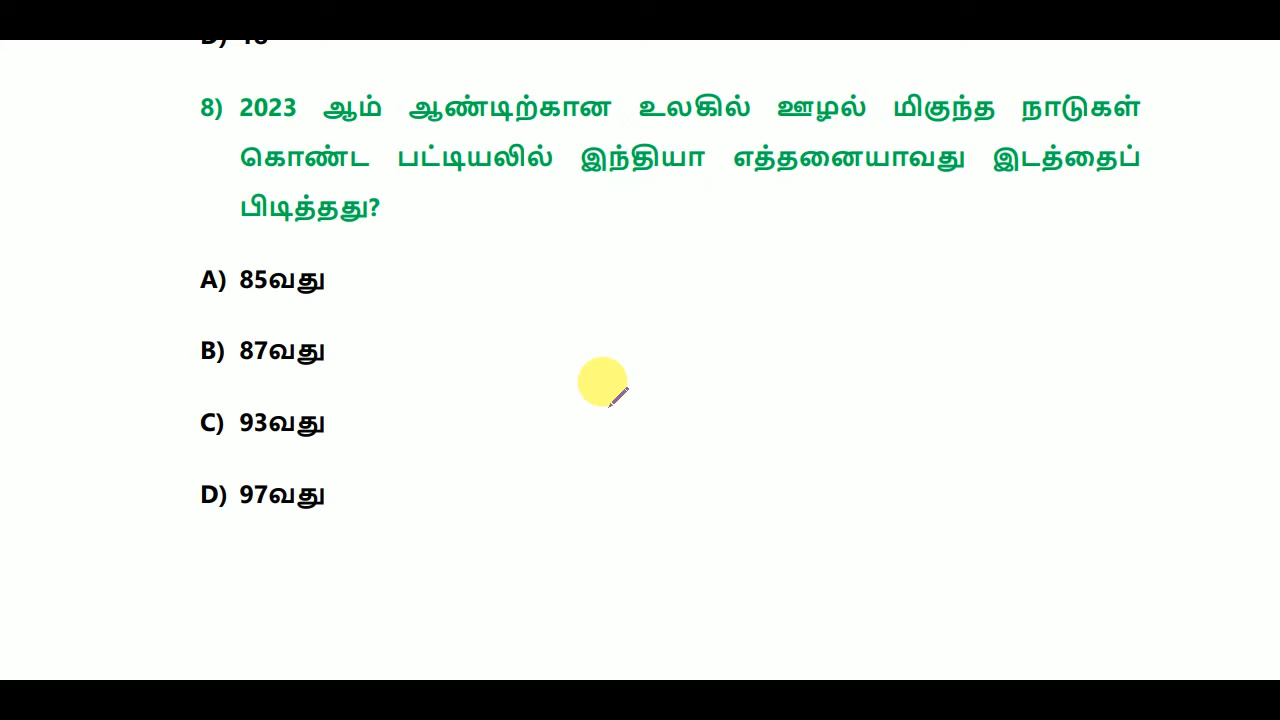 8) 2023 ஆம் ஆண்டிற்கான உலகில் ஊழல் மிகுந்த நாடுகள்
கொண்ட பட்டியலில் இந்தியா எத்தனையாவது இடத்தைப்
பிடித்தது?
A) 85வது
B) 87வது
C) 93வது
D) 97வது